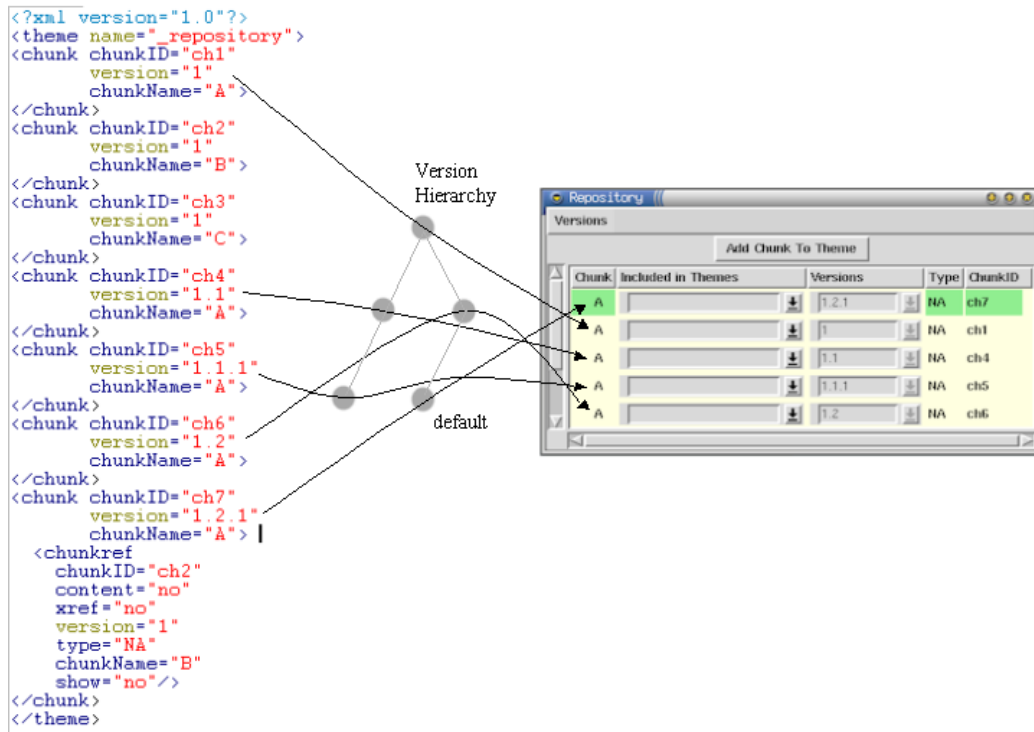 <?xml version="1.0"?>
<theme name="_repository">
<chunk chunkID="ch1"
version="1"
chunkName="A">
</chunk>
<chunk chunkID="ch2"
version="1"
chunkName="B">
</chunk>
<chunk chunkID="ch3"
version="1"
chunkName="C">
</chunk>
<chunk chunkID="ch4"
version="1.1"
chunkName="A">
</chunk>
<chunk chunkID="ch5"
version="1.1.1"
chunkName="A">
</chunk>
<chunk chunkID="ch6"
version="1.2"
chunkName="A">
</chunk>
<chunk chunkID="ch7"
version="1.2.1"
chunkName="A">
<chunkref
chunkID="ch2"
content="no"
xref="no"
version="1"
type="NA"
chunkName="B"
show="no"/>
</chunk>
</theme>
Version
Hierarchy
default
Repository
Versions
Add Chunk To Theme
Chunk Included in Themes Versions Type ChunkID
A 1.2.1 NA ch7
A 1 NA ch1
A 1.1 NA ch4
A 1.1.1 NA ch5
A 1.2 NA ch6